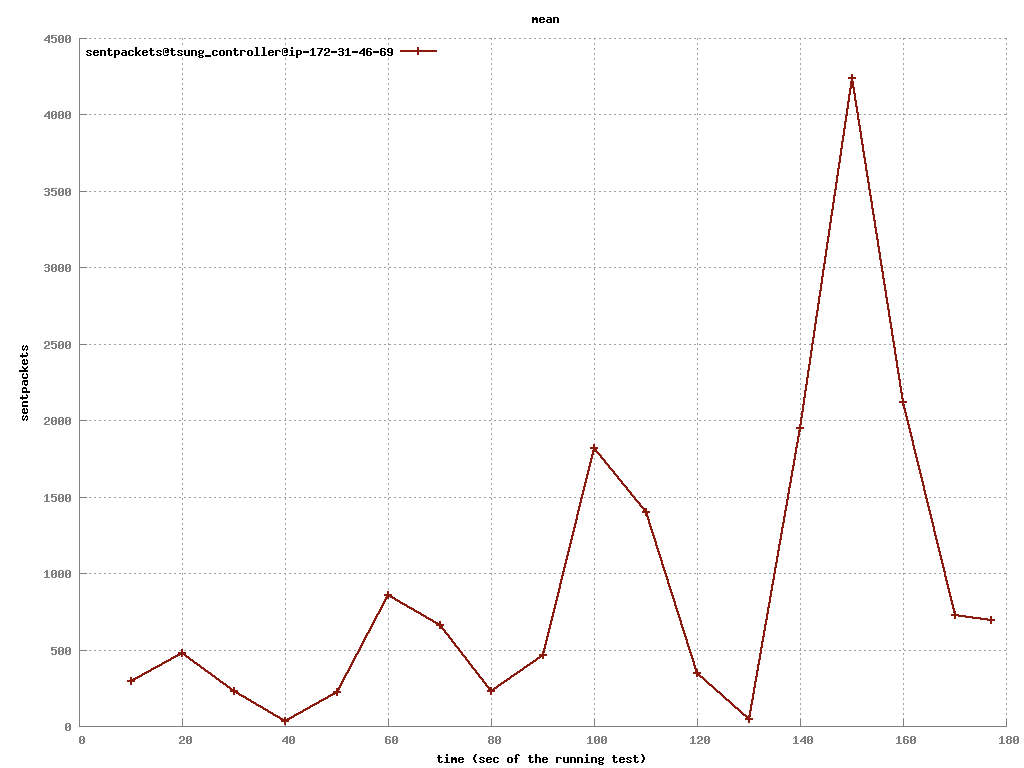 mean
4500
sentpackets@tsung_controller@ip-172-31-46-69
4000
3500
3000
2500
sentpackets
2000
1500
1000
500
0
0 20 40 60 80 100 120 140 160 180
time (sec of the running test)